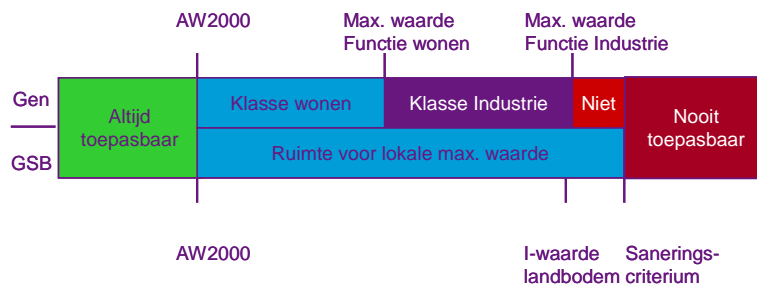 AW2000
Max. waarde
Functie wonen
Max. waarde
Functie Industrie
Gen
GSB
Altijd
toepasbaar
Klasse wonen
Klasse Industrie
Niet
Nooit
toepasbaar
Ruimte voor lokale max. waarde
AW2000
I-waarde
landbodem
Sanerings-
criterium